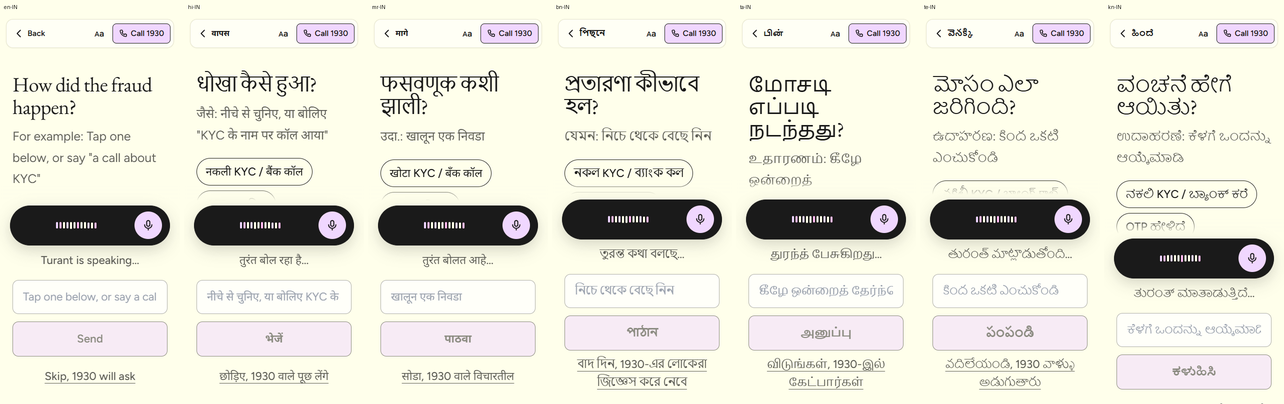 en-IN
Back
Aa
Call 1930
How did the fraud
happen?
For example: Tap one
below, or say "a call about
KYC"
Turant is speaking...
Tap one below, or say a cal
Send
Skip, 1930 will ask
hi-IN
वापस
Aa
Call 1930
धोखा कैसे हुआ?
जैसे: नीचे से चुनिए, या बोलिए
"KYC के नाम पर कॉल आया"
नकली KYC / बैंक कॉल
तुरंत बोल रहा है...
नीचे से चुनिए, या बोलिए KYC के
भेजें
छोड़िए, 1930 वाले पूछ लेंगे
mr-IN
मागे
Aa
Call 1930
फसवणूक कशी
झाली?
उदा.: खालून एक निवडा
खोटा KYC / बँक कॉल
तुरंत बोलत आहे...
खालून एक निवडा
पाठवा
सोडा, 1930 वाले विचारतील
bn-IN
পিছনে
Aa
Call 1930
প্রতারণা কীভাবে
হল?
যেমন: নিচে থেকে বেছে নিন
নকল KYC / ব্যাংক কল
তুরন্ত কথা বলছে...
নিচে থেকে বেছে নিন
পাঠান
বাদ দিন, 1930-এর লোকেরা
জিজ্ঞেস করে নেবে
ta-IN
பின்
Aa
Call 1930
மோசடி
எப்படி
நடந்தது?
உதாரணம்: கீழே
ஒன்றைத்
துரந்த் பேசுகிறது...
கீழே ஒன்றைத் தேர்ந்ெ
அனுப்பு
விடுங்கள், 1930-இல்
கேட்பார்கள்
te-IN
వెనక్కి
Aa
Call 1930
మోసం ఎలా
జరిగింది?
ఉదాహరణ: కింద ఒకటి
ఎంచుకోండి
తురంత్ మాట్లాడుతోంది...
కింద ఒకటి ఎంచుకోండి
పంపండి
వదిలేయండి, 1930 వాళ్ళు
అడుగుతారు
kn-IN
ಹಿಂದೆ
Aa
Call 1930
ವಂಚನೆ ಹೇಗೆ
ಆಯಿತು?
ಉದಾಹರಣೆ: ಕೆಳಗೆ ಒಂದನ್ನು
ಆಯ್ಕೆಮಾಡಿ
ನಕಲಿ KYC / ಬ್ಯಾಂಕ್ ಕರೆ
OTP ಹೇಳಿದೆ
ತುರಂತ್ ಮಾತಾಡುತ್ತಿದೆ...
ಕೆಳಗೆ ಒಂದನ್ನು ಆಯ್ಕೆಮಾಡಿ
ಕಳುಹಿಸಿ